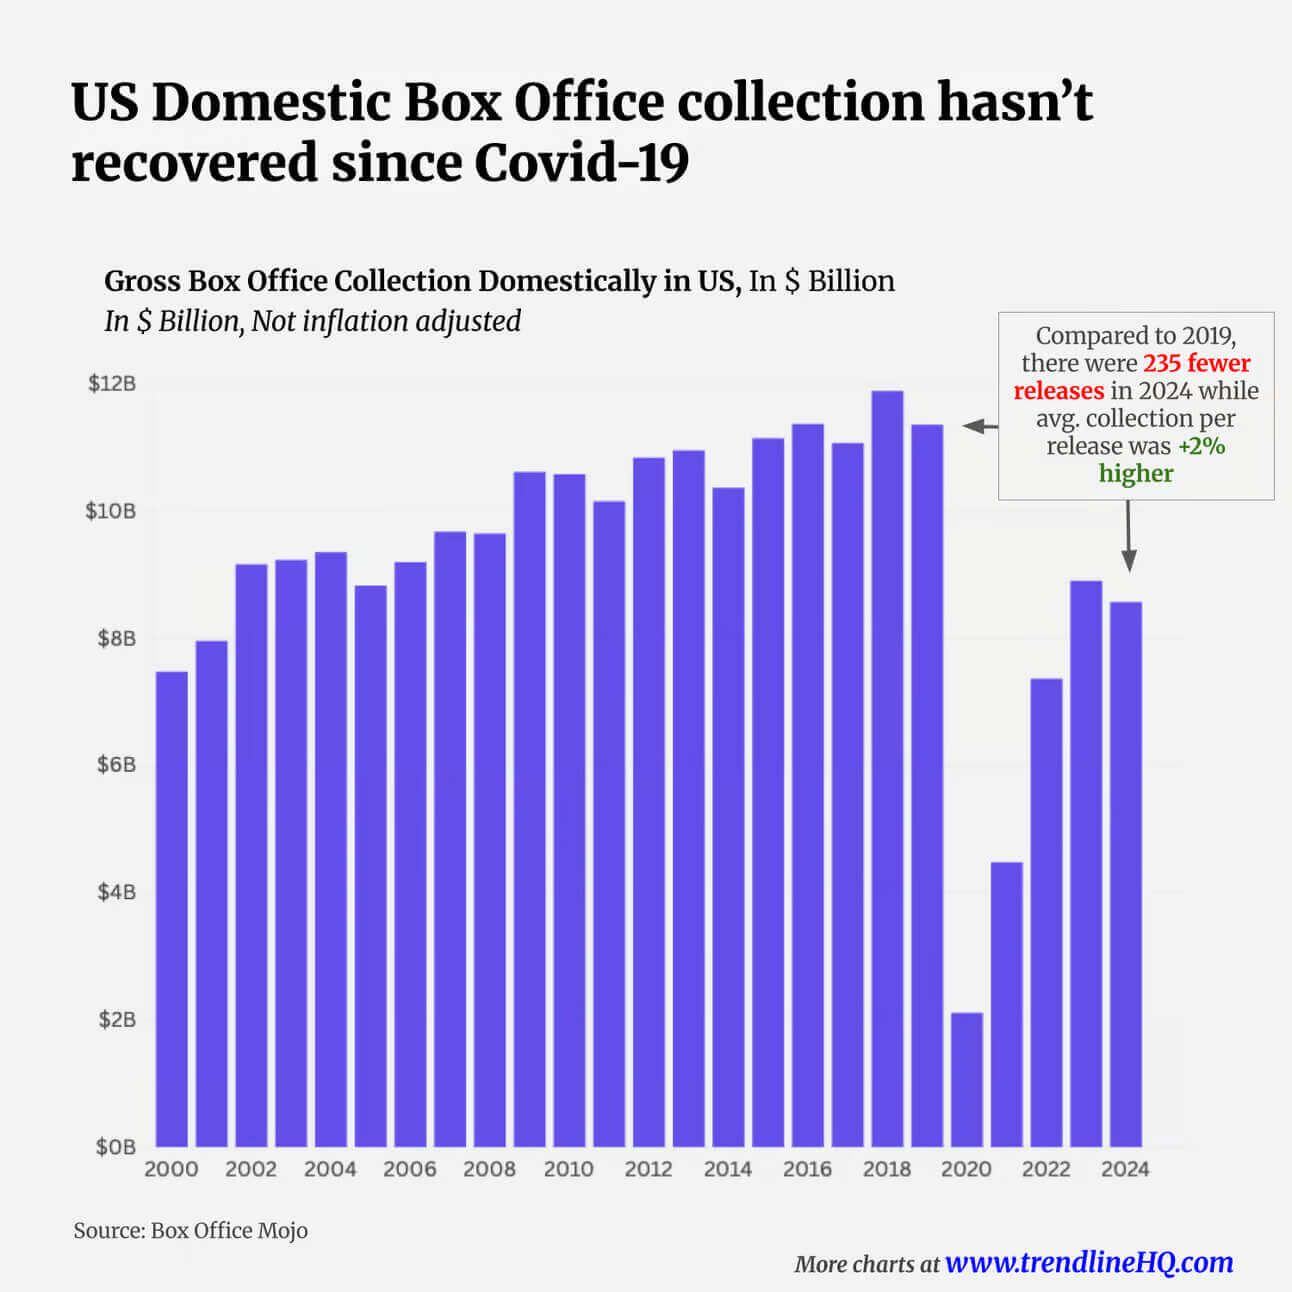 US Domestic Box Office collection hasn’t
recovered since Covid-19
Gross Box Office Collection Domestically in US, In $ Billion
In $ Billion, Not inflation adjusted
Compared to 2019,
there were 235 fewer
releases in 2024 while
avg. collection per
release was +2%
higher
$12B
$10B
$8B
$6B
$4B
$2B
$0B
2000 2002 2004 2006 2008 2010 2012 2014 2016 2018 2020 2022 2024
Source: Box Office Mojo
More charts at www.trendlineHQ.com